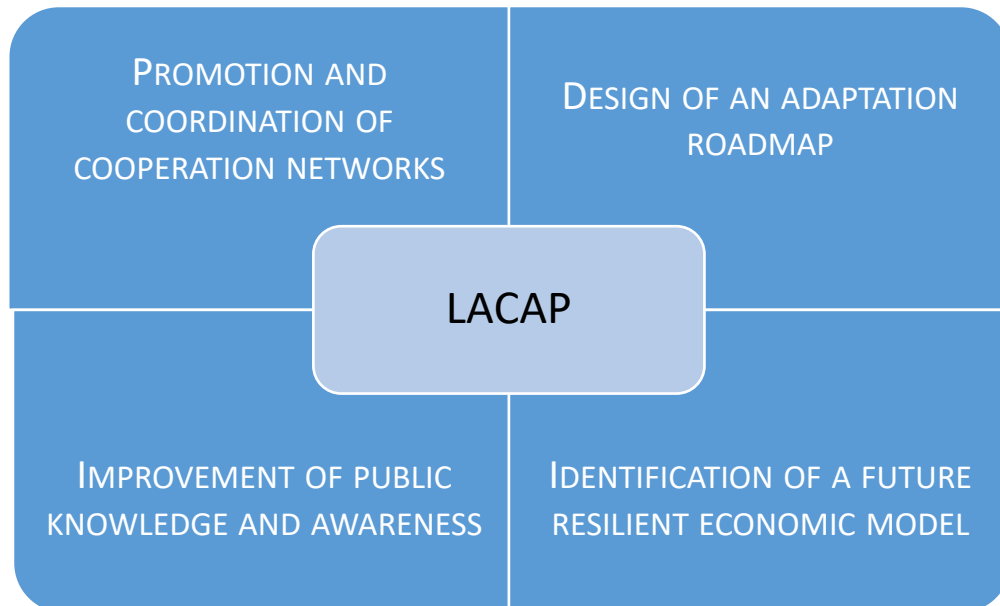 PROMOTION AND
COORDINATION OF
COOPERATION NETWORKS
DESIGN OF AN ADAPTATION
ROADMAP
LACAP
IMPROVEMENT OF PUBLIC
KNOWLEDGE AND AWARENESS
IDENTIFICATION OF A FUTURE
RESILIENT ECONOMIC MODEL